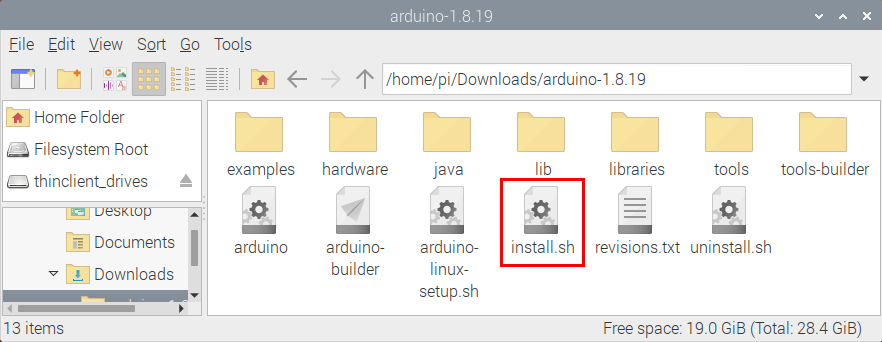 arduino-1.8.19
File Edit View Sort Go Tools
/home/pi/Downloads/arduino-1.8.19
Home Folder
Filesystem Root
thinclient_drives
Desktop
Documents
Downloads
examples hardware java lib libraries tools tools-builder
arduino arduino-builder arduino-linux-setup.sh install.sh revisions.txt uninstall.sh
13 items
Free space: 19.0 GiB (Total: 28.4 GiB)